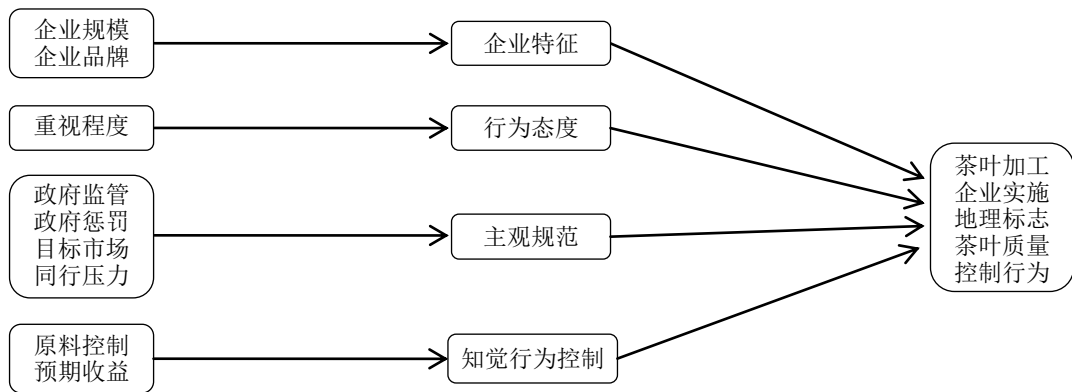 企业规模
企业品牌
企业特征
重视程度
行为态度
政府监管
政府惩罚
目标市场
同行压力
主观规范
原料控制
预期收益
知觉行为控制
茶叶加工
企业实施
地理标志
茶叶质量
控制行为